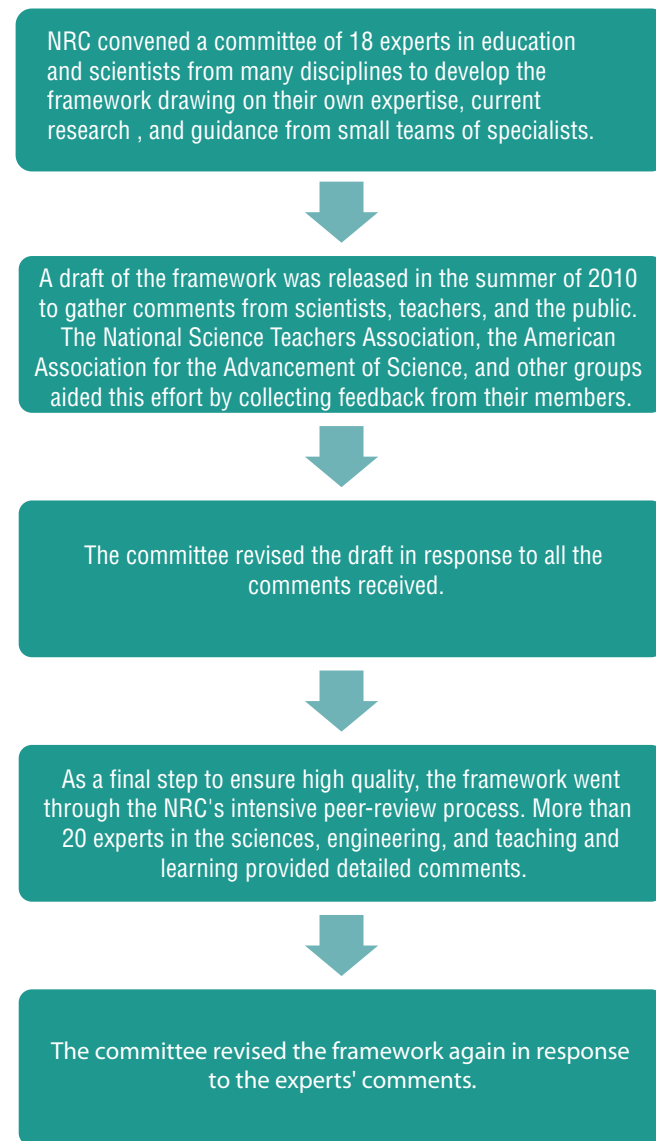 NRC convened a committee of 18 experts in education
and scientists from many disciplines to develop the
framework drawing on their own expertise, current
research , and guidance from small teams of specialists.
A draft of the framework was released in the summer of 2010
to gather comments from scientists, teachers, and the public.
The National Science Teachers Association, the American
Association for the Advancement of Science, and other groups
aided this effort by collecting feedback from their members.
The committee revised the draft in response to all the
comments received.
As a final step to ensure high quality, the framework went
through the NRC's intensive peer-review process. More than
20 experts in the sciences, engineering, and teaching and
learning provided detailed comments.
The committee revised the framework again in response
to the experts' comments.